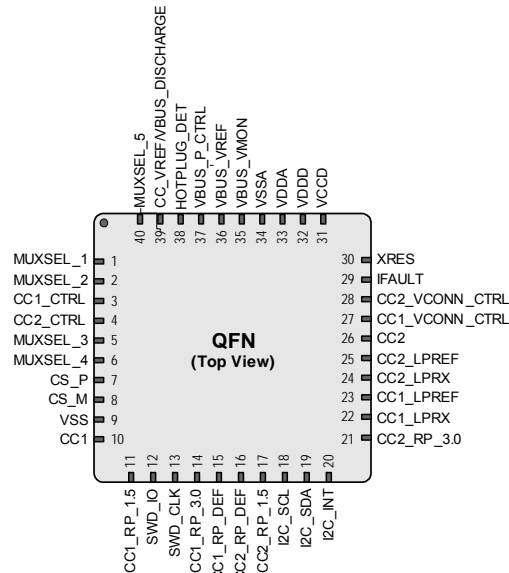 MUXSEL_5
CC_VREF/VBUS_DISCHARGE
HOTPLUG_DET
VBUS_P_CTRL
VBUS_VREF
VBUS_VMON
VSSA
VDDA
VDDD
VCCD
40
39
38
37
36
35
34
33
32
31
MUXSEL_1 1
MUXSEL_2 2
CC1_CTRL 3
CC2_CTRL 4
MUXSEL_3 5
MUXSEL_4 6
CS_P 7
CS_M 8
VSS 9
CC1 10
QFN
(Top View)
30 XRES
29 IFAULT
28 CC2_VCONN_CTRL
27 CC1_VCONN_CTRL
26 CC2
25 CC2_LPREF
24 CC2_LPRX
23 CC1_LPREF
22 CC1_LPRX
21 CC2_RP_3.0
11
12
13
14
15
16
17
18
19
20
CC1_RP_1.5
SWD_IO
SWD_CLK
CC1_RP_3.0
CC1_RP_DEF
CC2_RP_DEF
CC2_RP_1.5
I2C_SCL
I2C_SDA
I2C_INT